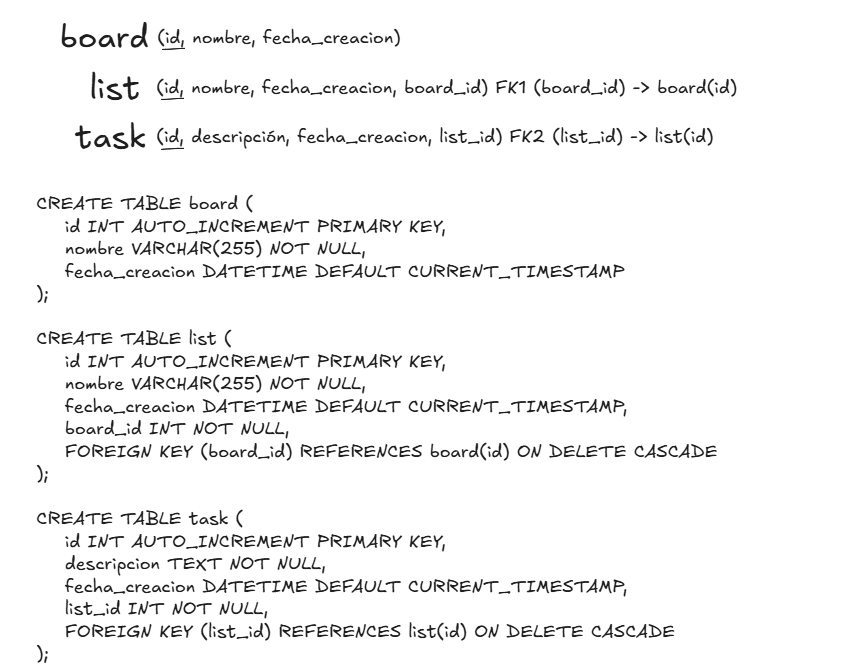 board (id, nombre, fecha_creacion)
list (id, nombre, fecha_creacion, board_id) FK1 (board_id) -> board(id)
task (id, descripción, fecha_creacion, list_id) FK2 (list_id) -> list(id)
CREATE TABLE board (
id INT AUTO_INCREMENT PRIMARY KEY,
nombre VARCHAR(255) NOT NULL,
fecha_creacion DATETIME DEFAULT CURRENT_TIMESTAMP
);
CREATE TABLE list (
id INT AUTO_INCREMENT PRIMARY KEY,
nombre VARCHAR(255) NOT NULL,
fecha_creacion DATETIME DEFAULT CURRENT_TIMESTAMP,
board_id INT NOT NULL,
FOREIGN KEY (board_id) REFERENCES board(id) ON DELETE CASCADE
);
CREATE TABLE task (
id INT AUTO_INCREMENT PRIMARY KEY,
descripcion TEXT NOT NULL,
fecha_creacion DATETIME DEFAULT CURRENT_TIMESTAMP,
list_id INT NOT NULL,
FOREIGN KEY (list_id) REFERENCES list(id) ON DELETE CASCADE
);